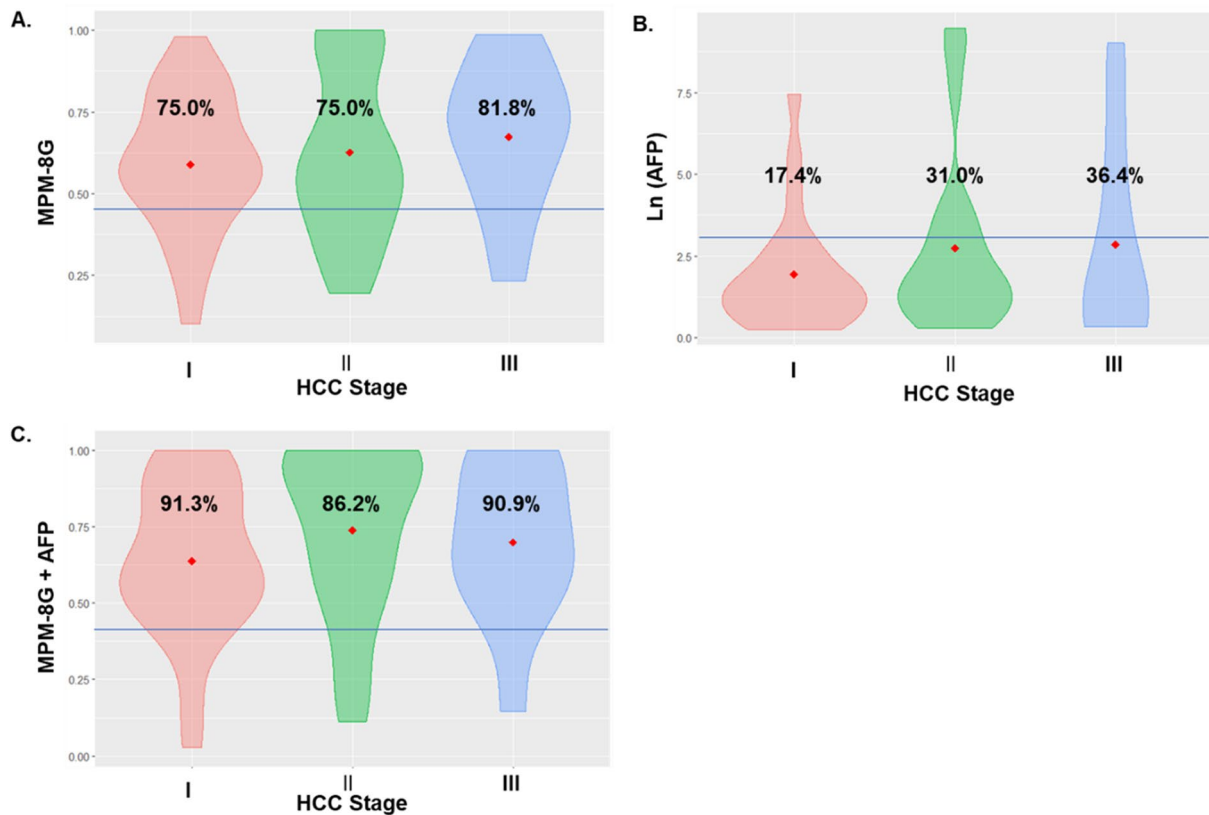 A.
MPM-8G
1.00
0.75
0.50
0.25
75.0%
75.0%
81.8%
I
II
III
HCC Stage
B.
Ln (AFP)
7.5
5.0
2.5
0.0
17.4%
31.0%
36.4%
I
II
III
HCC Stage
C.
MPM-8G + AFP
1.00
0.75
0.50
0.25
0.00
91.3%
86.2%
90.9%
I
II
III
HCC Stage